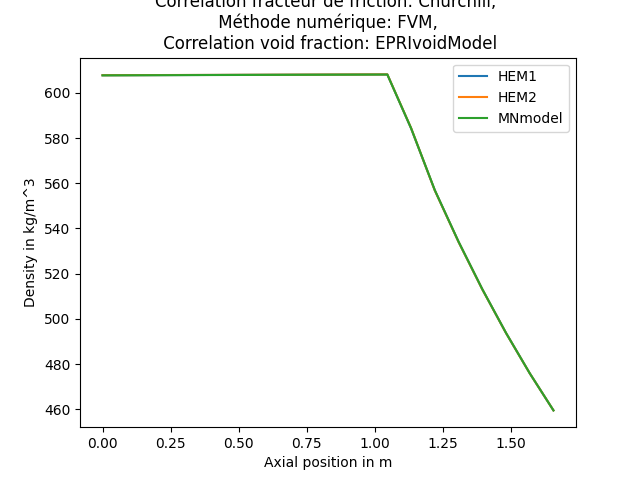 Correlation fracteur de friction: Churchill,
Méthode numérique: FVM,
Correlation void fraction: EPRIvoidModel
HEM1
HEM2
MNmodel
Density in kg/m^3
600
580
560
540
520
500
480
460
0.00 0.25 0.50 0.75 1.00 1.25 1.50
Axial position in m